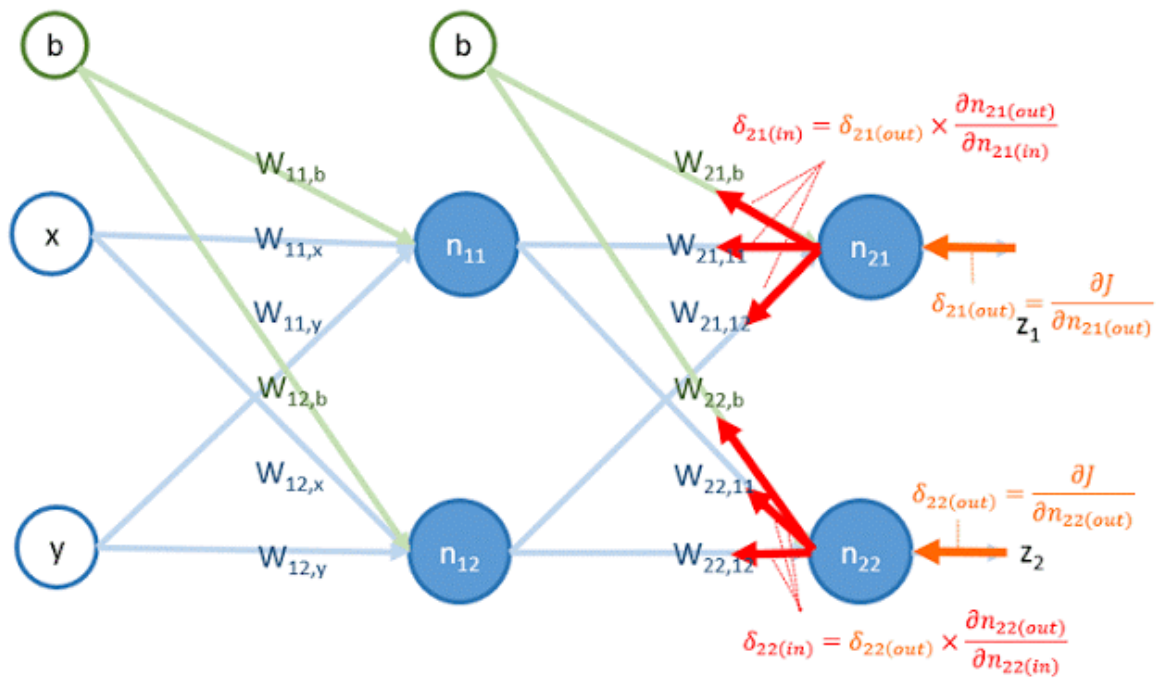 b
b
δ₂₁₍ᵢₙ₎ = δ₂₁₍ₒᵤₜ₎ × ∂n₂₁₍ₒᵤₜ₎ / ∂n₂₁₍ᵢₙ₎
W₁₁,b
W₂₁,b
x
W₁₁,x
n₁₁
W₂₁,₁₁
n₂₁
W₁₁,y
W₂₁,₁₂
δ₂₁₍ₒᵤₜ₎ = ∂J / ∂n₂₁₍ₒᵤₜ₎
z₁
W₁₂,b
W₂₂,b
W₁₂,x
W₂₂,₁₁
δ₂₂₍ₒᵤₜ₎ = ∂J / ∂n₂₂₍ₒᵤₜ₎
y
W₁₂,y
n₁₂
W₂₂,₁₂
n₂₂
z₂
δ₂₂₍ᵢₙ₎ = δ₂₂₍ₒᵤₜ₎ × ∂n₂₂₍ₒᵤₜ₎ / ∂n₂₂₍ᵢₙ₎